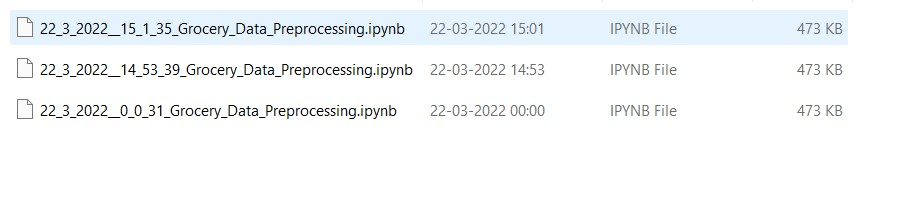 22_3_2022__15_1_35_Grocery_Data_Preprocessing.ipynb 22-03-2022 15:01 IPYNB File 473 KB
22_3_2022__14_53_39_Grocery_Data_Preprocessing.ipynb 22-03-2022 14:53 IPYNB File 473 KB
22_3_2022__0_0_31_Grocery_Data_Preprocessing.ipynb 22-03-2022 00:00 IPYNB File 473 KB